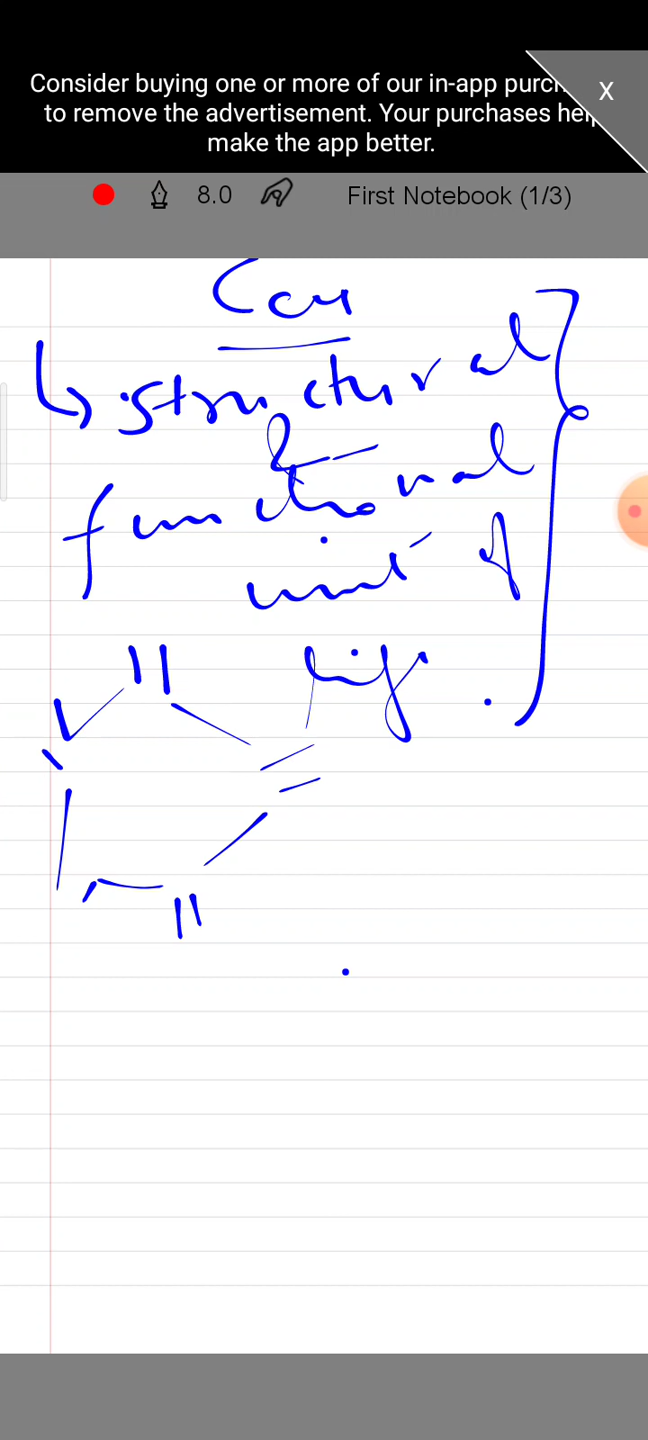 Consider buying one or more of our in-app purch
to remove the advertisement. Your purchases help
make the app better.
X
8.0 First Notebook (1/3)
Cell
structural
&
functional
unit of
life.